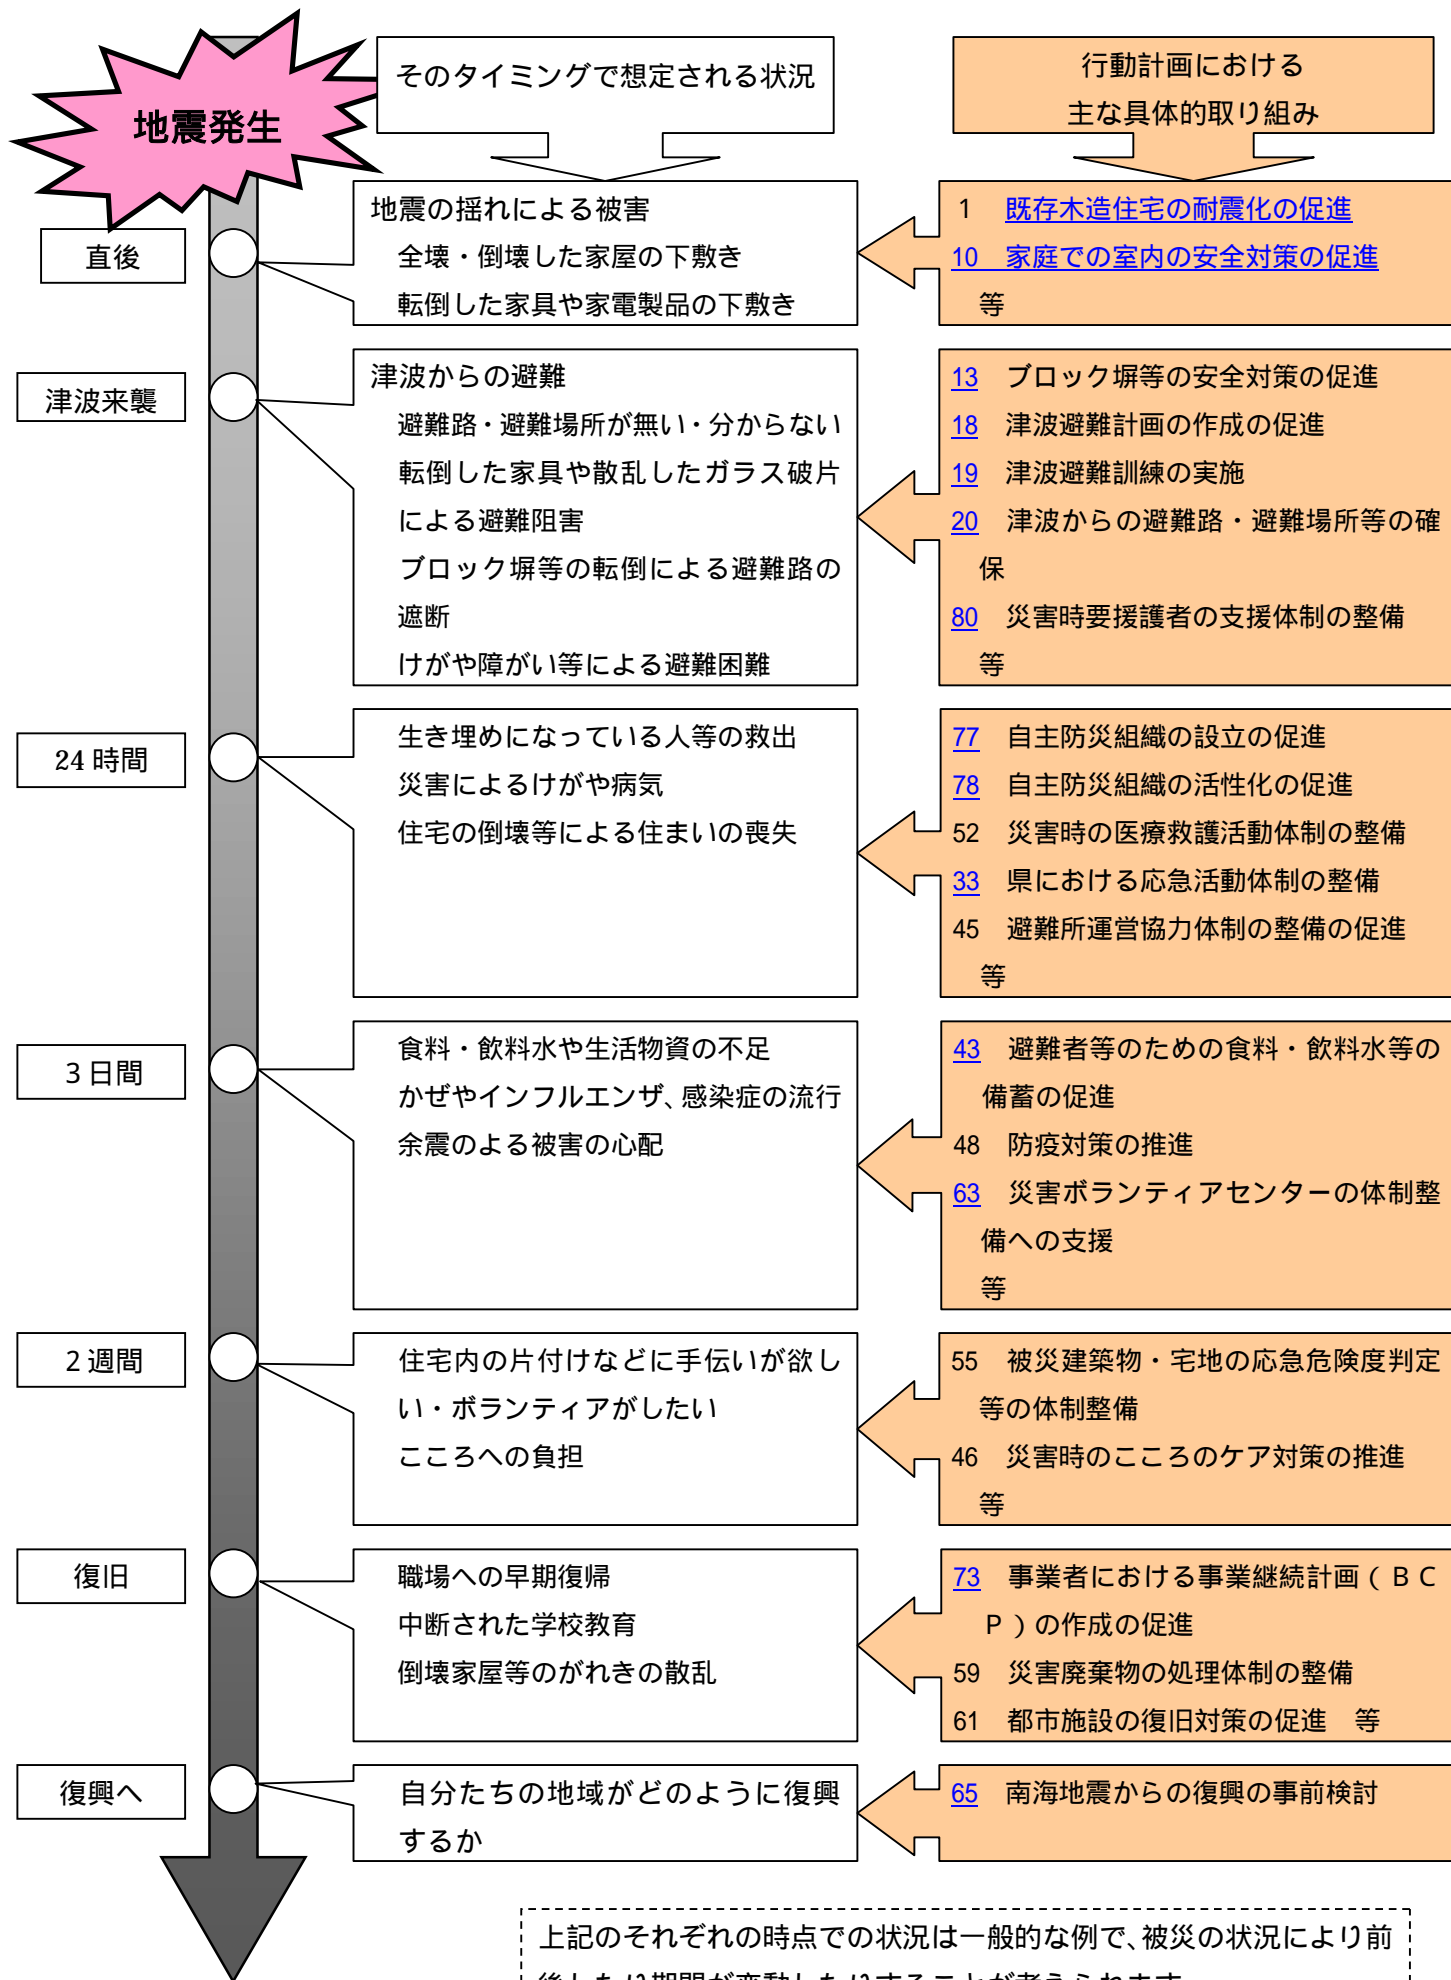 地震発生
そのタイミングで想定される状況
行動計画における
主な具体的取り組み
直後
地震の揺れによる被害
全壊・倒壊した家屋の下敷き
転倒した家具や家電製品の下敷き
1 既存木造住宅の耐震化の促進
10 家庭での室内の安全対策の促進
等
津波来襲
津波からの避難
避難路・避難場所が無い・分からない
転倒した家具や散乱したガラス破片
による避難阻害
ブロック塀等の転倒による避難路の
遮断
けがや障がい等による避難困難
13 ブロック塀等の安全対策の促進
18 津波避難計画の作成の促進
19 津波避難訓練の実施
20 津波からの避難路・避難場所等の確
保
80 災害時要援護者の支援体制の整備
等
24時間
生き埋めになっている人等の救出
災害によるけがや病気
住宅の倒壊等による住まいの喪失
77 自主防災組織の設立の促進
78 自主防災組織の活性化の促進
52 災害時の医療救護活動体制の整備
33 県における応急活動体制の整備
45 避難所運営協力体制の整備の促進
等
3日間
食料・飲料水や生活物資の不足
かぜやインフルエンザ、感染症の流行
余震のよる被害の心配
43 避難者等のための食料・飲料水等の
備蓄の促進
48 防疫対策の推進
63 災害ボランティアセンターの体制整
備への支援
等
2週間
住宅内の片付けなどに手伝いが欲し
い・ボランティアがしたい
こころへの負担
55 被災建築物・宅地の応急危険度判定
等の体制整備
46 災害時のこころのケア対策の推進
等
復旧
職場への早期復帰
中断された学校教育
倒壊家屋等のがれきの散乱
73 事業者における事業継続計画(BC
P)の作成の促進
59 災害廃棄物の処理体制の整備
61 都市施設の復旧対策の促進 等
復興へ
自分たちの地域がどのように復興
するか
65 南海地震からの復興の事前検討
上記のそれぞれの時点での状況は一般的な例で、被災の状況により前
後したり期間が変動したりすることが考えられます